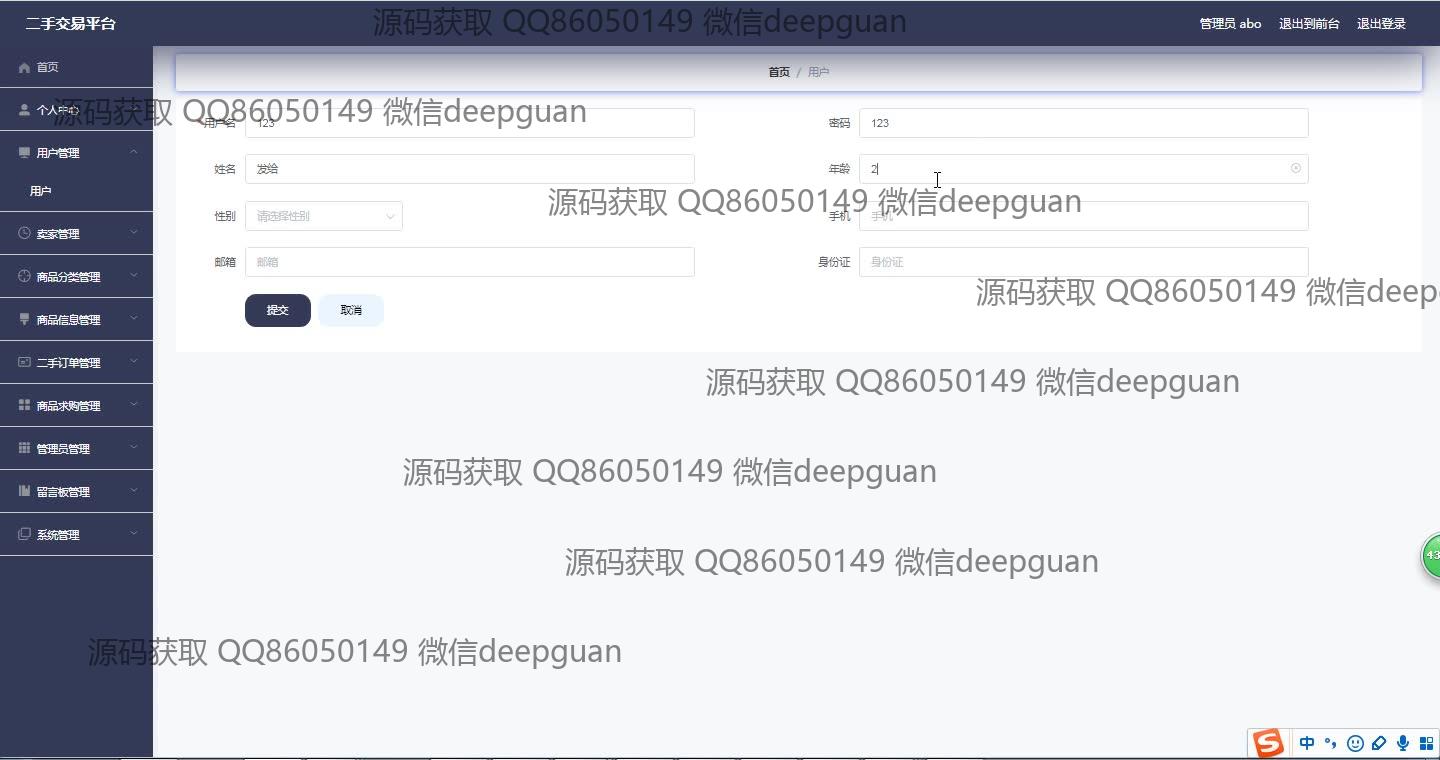 二手交易平台
源码获取 QQ86050149 微信deepguan
管理员 abo 退出到前台 退出登录
首页
首页 / 用户
个人中心
源码获取 QQ86050149 微信deepguan
用户名 123
密码 123
用户管理
用户
姓名 发给
年龄 2
源码获取 QQ86050149 微信deepguan
性别 请选择性别
手机 手机
卖家管理
邮箱 邮箱
身份证 身份证
商品分类管理
源码获取 QQ86050149 微信deep
提交 取消
商品信息管理
二手订单管理
源码获取 QQ86050149 微信deepguan
商品求购管理
管理员管理
源码获取 QQ86050149 微信deepguan
留言板管理
系统管理
43
源码获取 QQ86050149 微信deepguan
源码获取 QQ86050149 微信deepguan
S 中